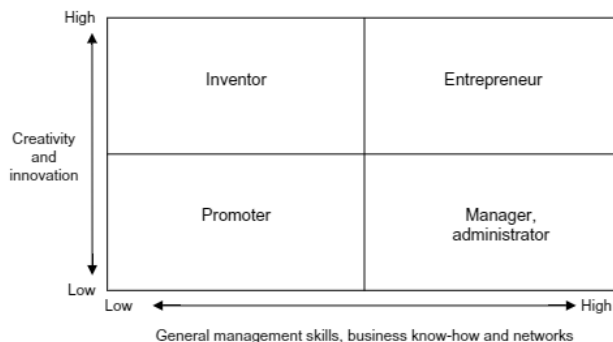 High
Inventor
Entrepreneur
Creativity
and
innovation
Promoter
Manager,
administrator
Low
Low
High
General management skills, business know-how and networks